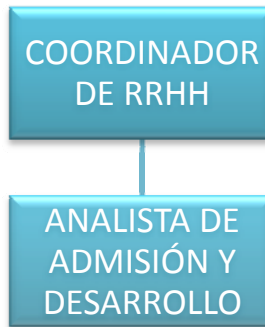 COORDINADOR
DE RRHH
ANALISTA DE
ADMISIÓN Y
DESARROLLO